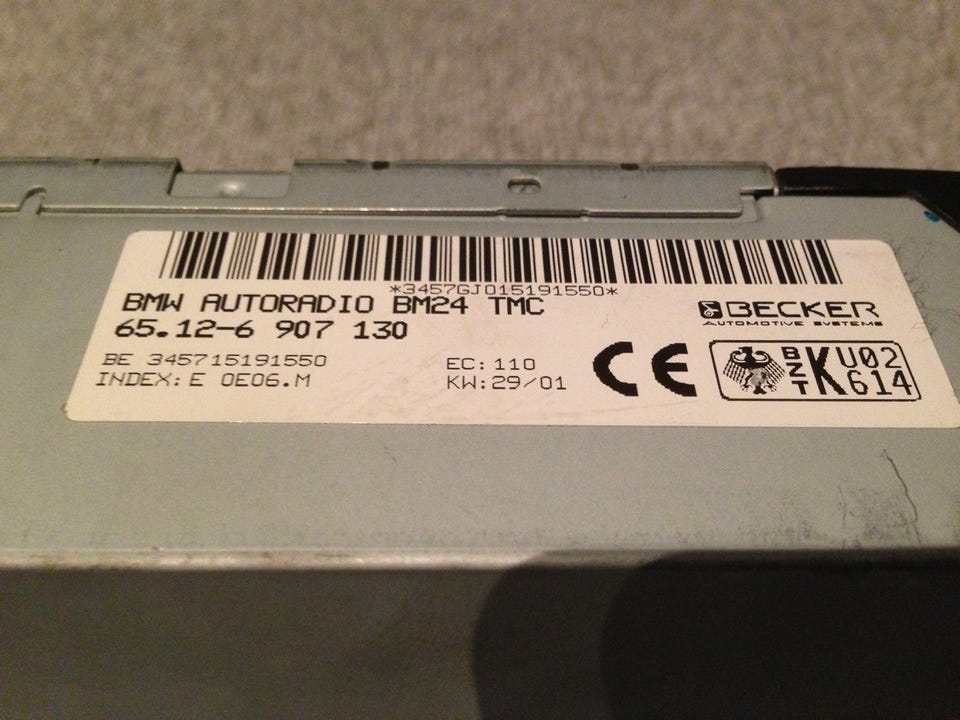 *3457GJ015191550*
BMW AUTORADIO BM24 TMC
65.12-6 907 130
BE 345715191550
INDEX: E 0E06.M
EC: 110
KW: 29/01
BECKER
AUTOMOTIVE SYSTEMS
CE
BZT K U02 614